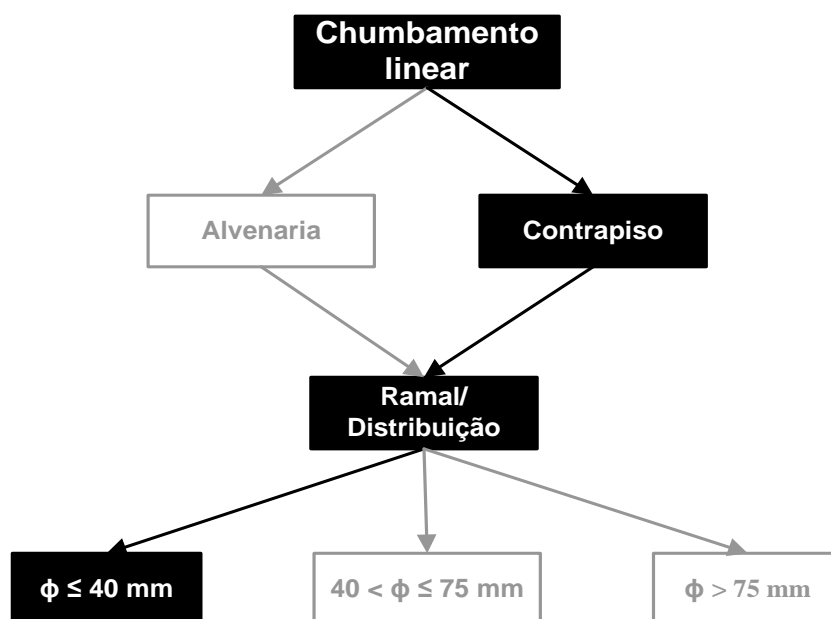 Chumbamento
linear
Alvenaria
Contrapiso
Ramal/
Distribuição
ϕ ≤ 40 mm
40 < ϕ ≤ 75 mm
ϕ > 75 mm